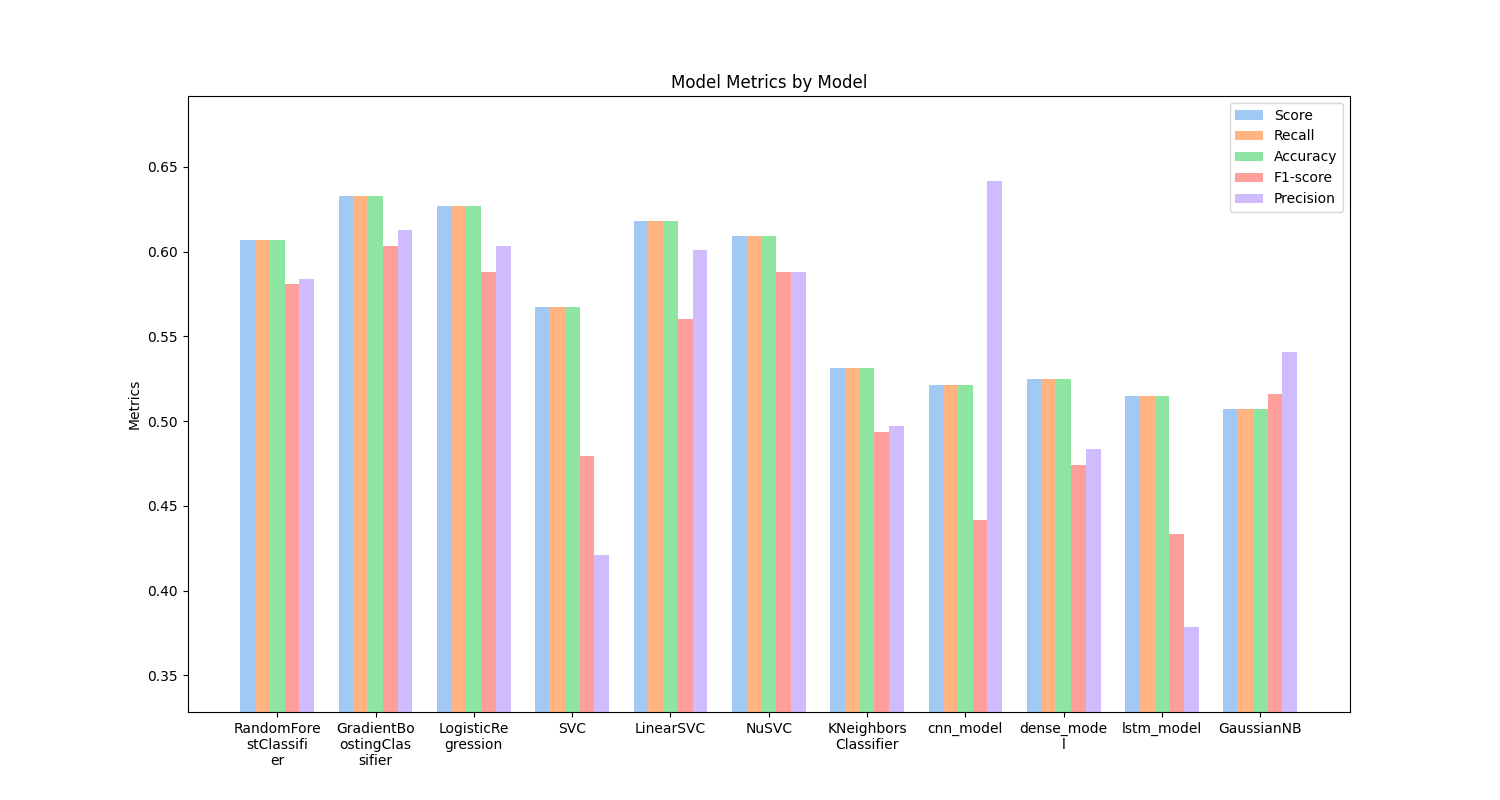 Model Metrics by Model
Score
Recall
Accuracy
F1-score
Precision
0.65
0.60
0.55
0.50
0.45
0.40
0.35
Metrics
RandomFore
stClassifi
er
GradientBo
ostingClas
sifier
LogisticRe
gression
SVC
LinearSVC
NuSVC
KNeighbors
Classifier
cnn_model
dense_mode
l
lstm_model
GaussianNB